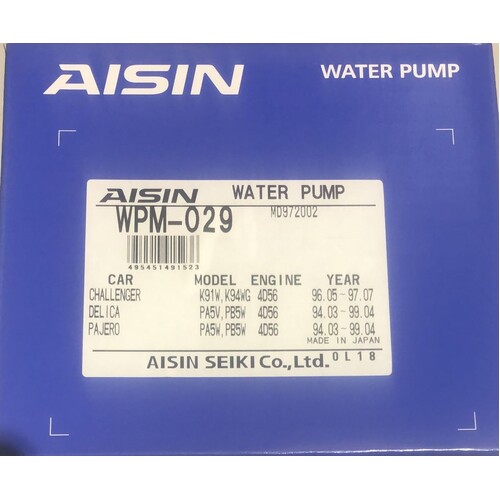 AISIN WATER PUMP
AISIN WATER PUMP
WPM-029 MD972002
495451491523
CAR MODEL ENGINE YEAR
CHALLENGER K91W,K94WG 4D56 96.05-97.07
DELICA PA5V,PB5W 4D56 94.03-99.04
PAJERO PA5W,PB5W 4D56 94.03-99.04
MADE IN JAPAN
AISIN SEIKI Co.,Ltd. 0L18